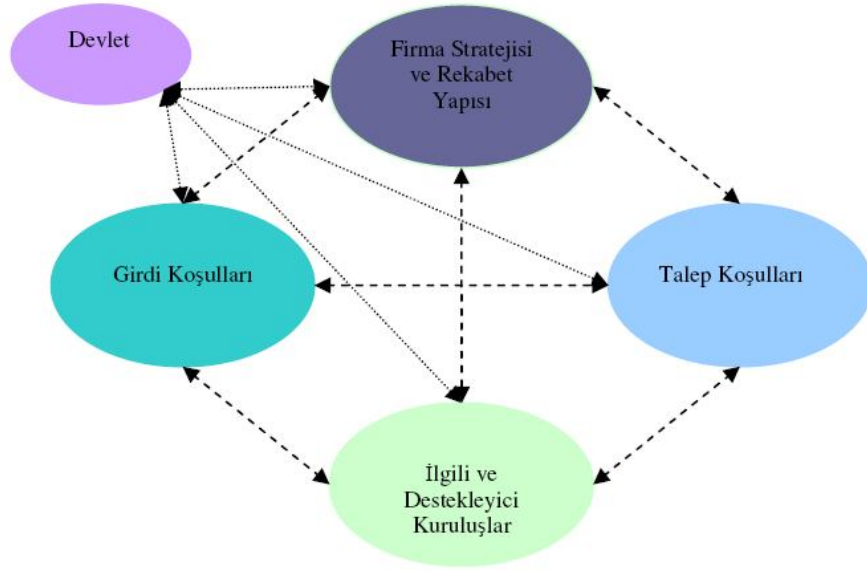 Devlet
Firma Stratejisi
ve Rekabet
Yapısı
Girdi Koşulları
Talep Koşulları
İlgili ve
Destekleyici
Kuruluşlar